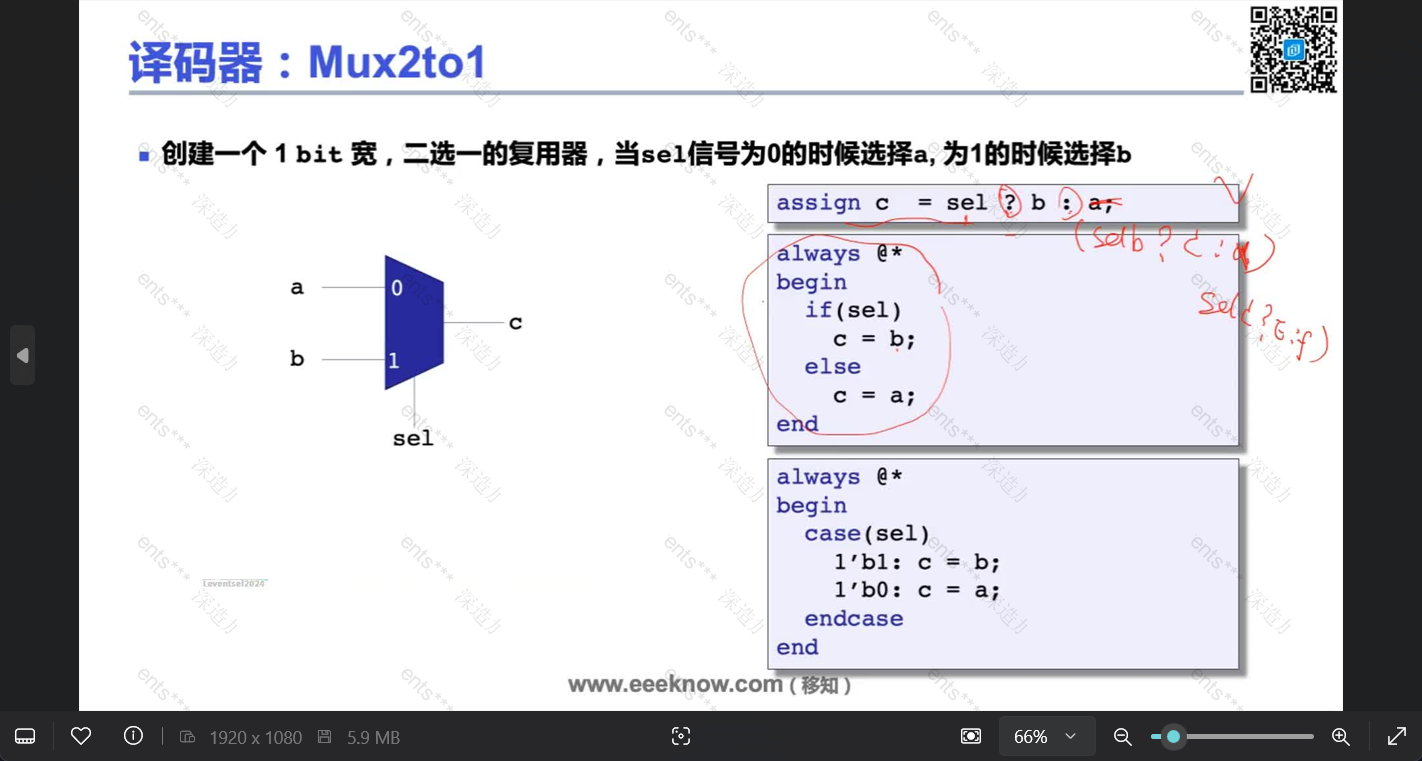 译码器：Mux2to1
创建一个 1 bit 宽，二选一的复用器，当sel信号为0的时候选择a, 为1的时候选择b
assign c  = sel ? b : a;
(selb ? c : d)
always @*
begin
if(sel)
c = b;
else
c = a;
end
a
0
c
b
1
sel
always @*
begin
case(sel)
1’b1: c = b;
1’b0: c = a;
endcase
end
www.eeeknow.com（移知）
ents***
深造力
1920 x 1080
5.9 MB
66%